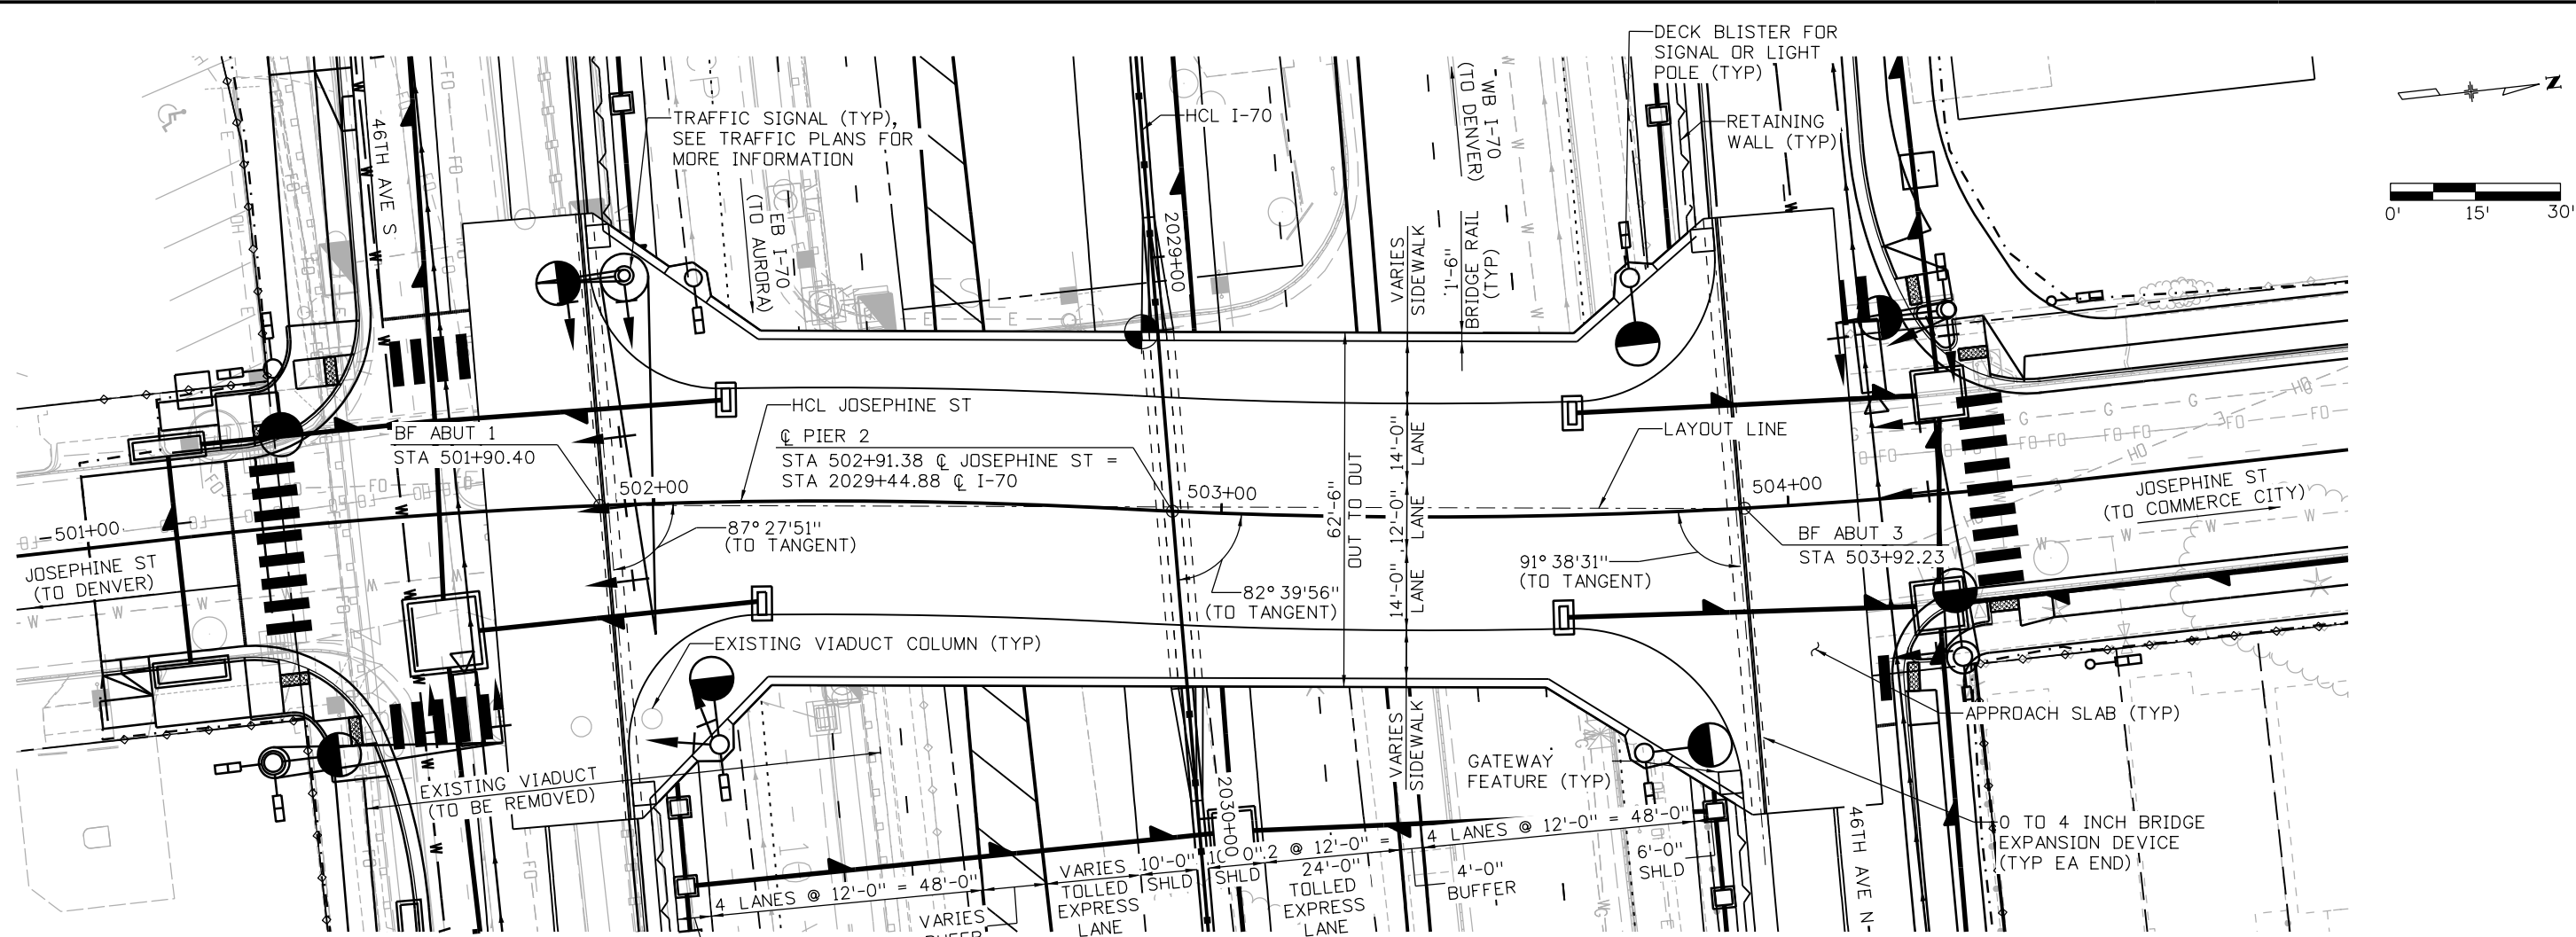 DECK BLISTER FOR
SIGNAL OR LIGHT
POLE (TYP)
N
0' 15' 30'
TRAFFIC SIGNAL (TYP),
SEE TRAFFIC PLANS FOR
MORE INFORMATION
HCL I-70
RETAINING
WALL (TYP)
WB I-70
(TO DENVER)
46TH AVE S
EB I-70
(TO AURORA)
2029+00
VARIES
SIDEWALK
1'-9"
BRIDGE RAIL
(TYP)
HCL JOSEPHINE ST
BF ABUT 1
STA 501+90.40
℄ PIER 2
STA 502+91.38 ℄ JOSEPHINE ST =
STA 2029+44.88 ℄ I-70
LAYOUT LINE
14'-0"
LANE
12'-0"
LANE
14'-0"
LANE
62'-6"
OUT TO OUT
501+00
502+00
503+00
504+00
JOSEPHINE ST
(TO COMMERCE CITY)
JOSEPHINE ST
(TO DENVER)
87° 27'51"
(TO TANGENT)
82° 39'56"
(TO TANGENT)
91° 38'31"
(TO TANGENT)
BF ABUT 3
STA 503+92.23
EXISTING VIADUCT COLUMN (TYP)
APPROACH SLAB (TYP)
VARIES
SIDEWALK
GATEWAY
FEATURE (TYP)
EXISTING VIADUCT
(TO BE REMOVED)
2030+00
46TH AVE N
0 TO 4 INCH BRIDGE
EXPANSION DEVICE
(TYP EA END)
4 LANES @ 12'-0" = 48'-0"
VARIES
VARIES
TOLLED
EXPRESS
LANE
10'-0"
SHLD
SHLD
2 @ 12'-0" =
24'-0"
TOLLED
EXPRESS
LANE
4'-0"
BUFFER
4 LANES @ 12'-0" = 48'-0"
6'-0"
SHLD